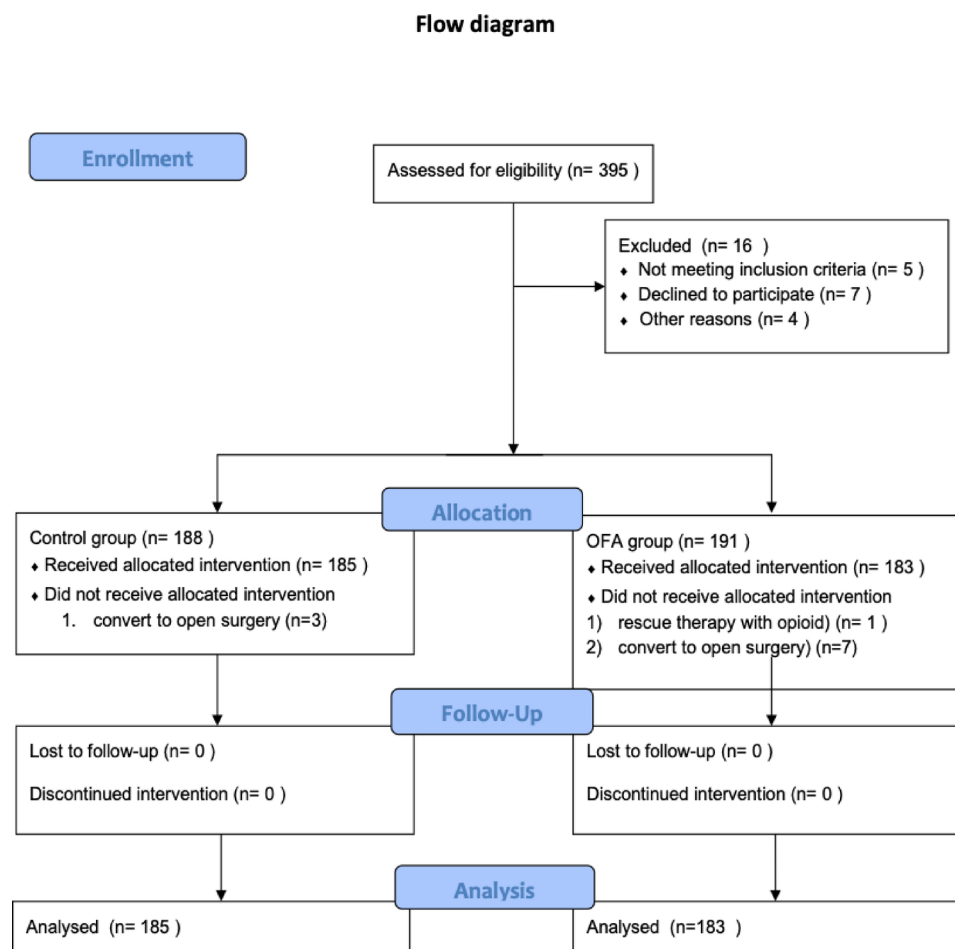 Flow diagram
Enrollment
Assessed for eligibility (n= 395 )
Excluded (n= 16 )
♦ Not meeting inclusion criteria (n= 5 )
♦ Declined to participate (n= 7 )
♦ Other reasons (n= 4 )
Allocation
Control group (n= 188 )
♦ Received allocated intervention (n= 185 )
♦ Did not receive allocated intervention
1. convert to open surgery (n=3)
OFA group (n= 191 )
♦ Received allocated intervention (n= 183 )
♦ Did not receive allocated intervention
1) rescue therapy with opioid) (n= 1 )
2) convert to open surgery) (n=7)
Follow-Up
Lost to follow-up (n= 0 )
Discontinued intervention (n= 0 )
Lost to follow-up (n= 0 )
Discontinued intervention (n= 0 )
Analysis
Analysed (n= 185 )
Analysed (n=183 )